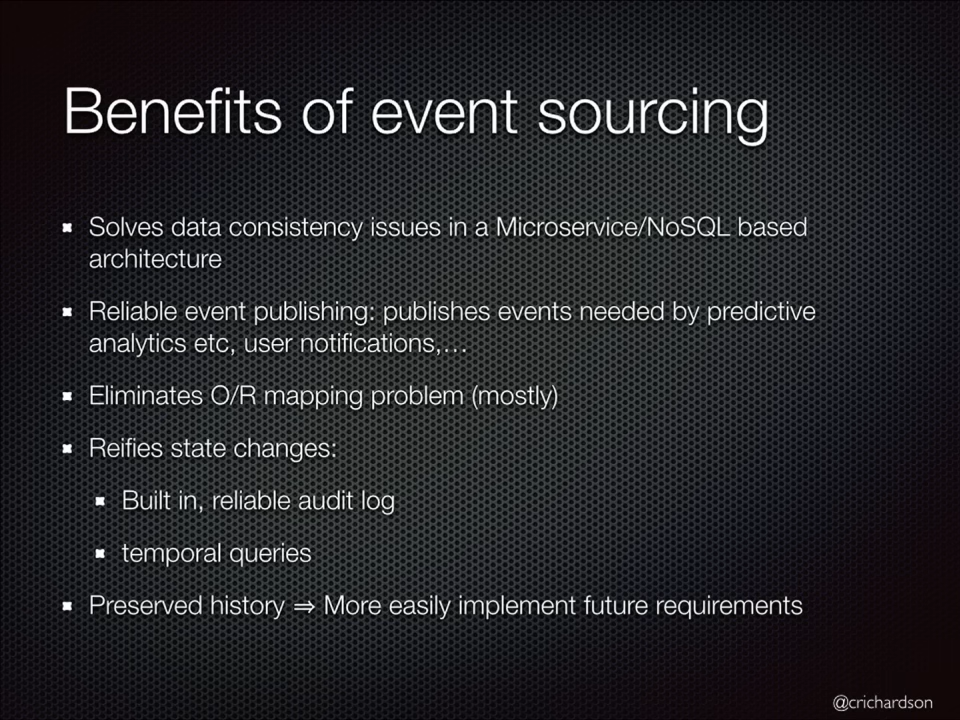 Benefits of event sourcing
Solves data consistency issues in a Microservice/NoSQL based
architecture
Reliable event publishing: publishes events needed by predictive
analytics etc, user notifications,…
Eliminates O/R mapping problem (mostly)
Reifies state changes:
Built in, reliable audit log
temporal queries
Preserved history ⇒ More easily implement future requirements
@crichardson